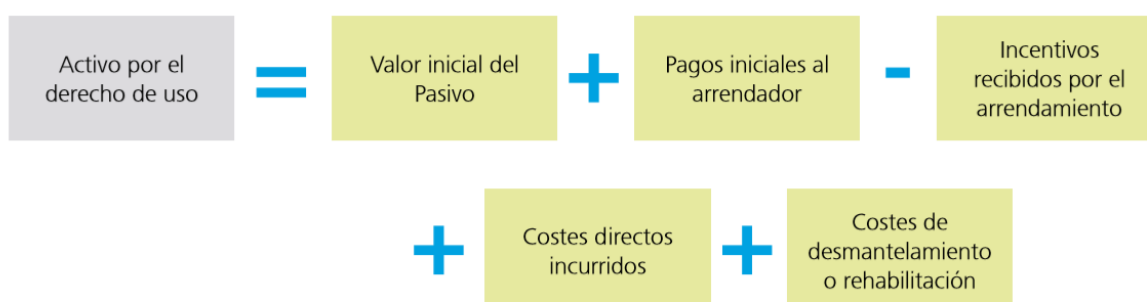 Activo por el
derecho de uso
=
Valor inicial del
Pasivo
+
Pagos iniciales al
arrendador
-
Incentivos
recibidos por el
arrendamiento
+
Costes directos
incurridos
+
Costes de
desmantelamiento
o rehabilitación